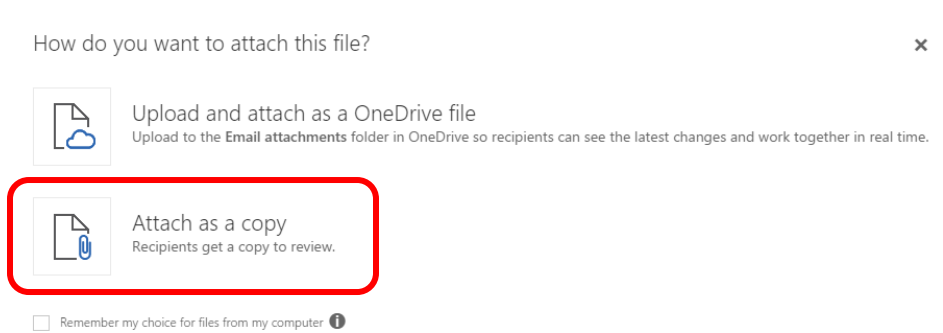 How do you want to attach this file?
Upload and attach as a OneDrive file
Upload to the Email attachments folder in OneDrive so recipients can see the latest changes and work together in real time.
Attach as a copy
Recipients get a copy to review.
Remember my choice for files from my computer